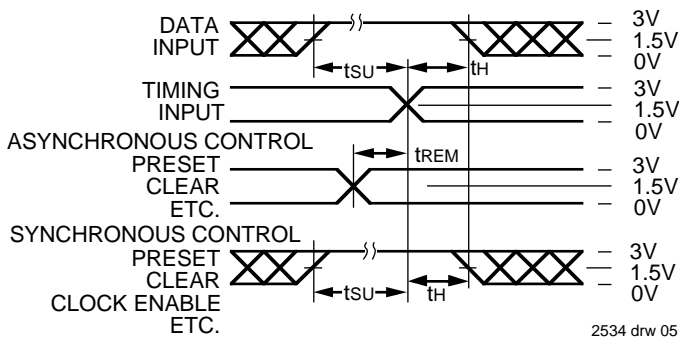 DATA
INPUT
3V
1.5V
0V
tSU
tH
TIMING
INPUT
3V
1.5V
0V
ASYNCHRONOUS CONTROL
PRESET
CLEAR
ETC.
tREM
3V
1.5V
0V
SYNCHRONOUS CONTROL
PRESET
CLEAR
CLOCK ENABLE
ETC.
tSU
tH
3V
1.5V
0V
2534 drw 05